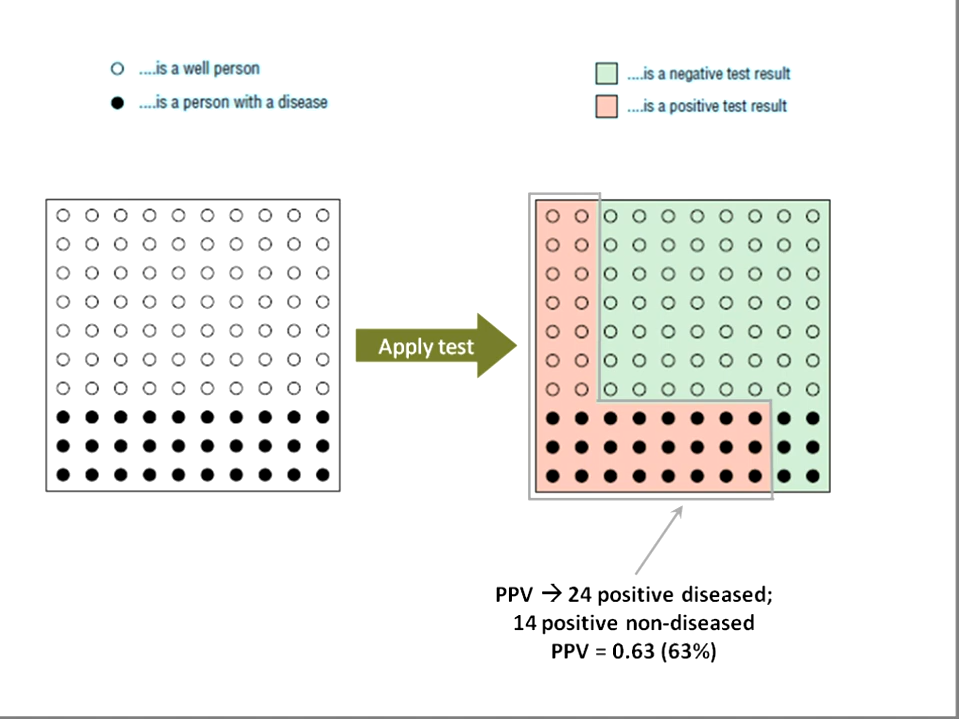 ....is a well person
....is a person with a disease
....is a negative test result
....is a positive test result
Apply test
PPV → 24 positive diseased;
14 positive non-diseased
PPV = 0.63 (63%)